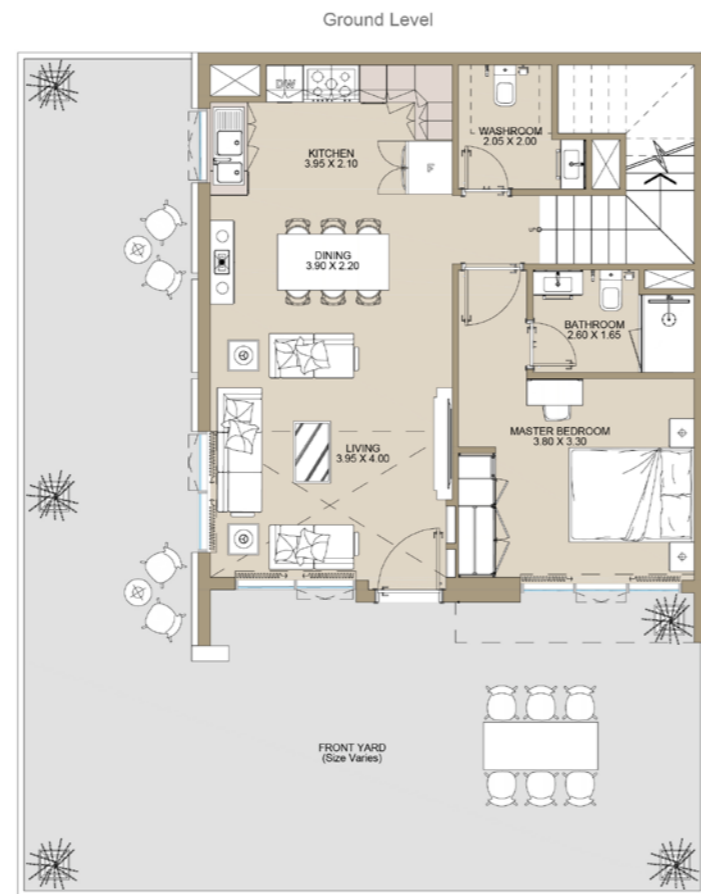 Ground Level
D/W
KITCHEN
3.95 X 2.10
WASHROOM
2.05 X 2.00
DINING
3.90 X 2.20
BATHROOM
2.60 X 1.65
MASTER BEDROOM
3.80 X 3.30
LIVING
3.95 X 4.00
FRONT YARD
(Size Varies)